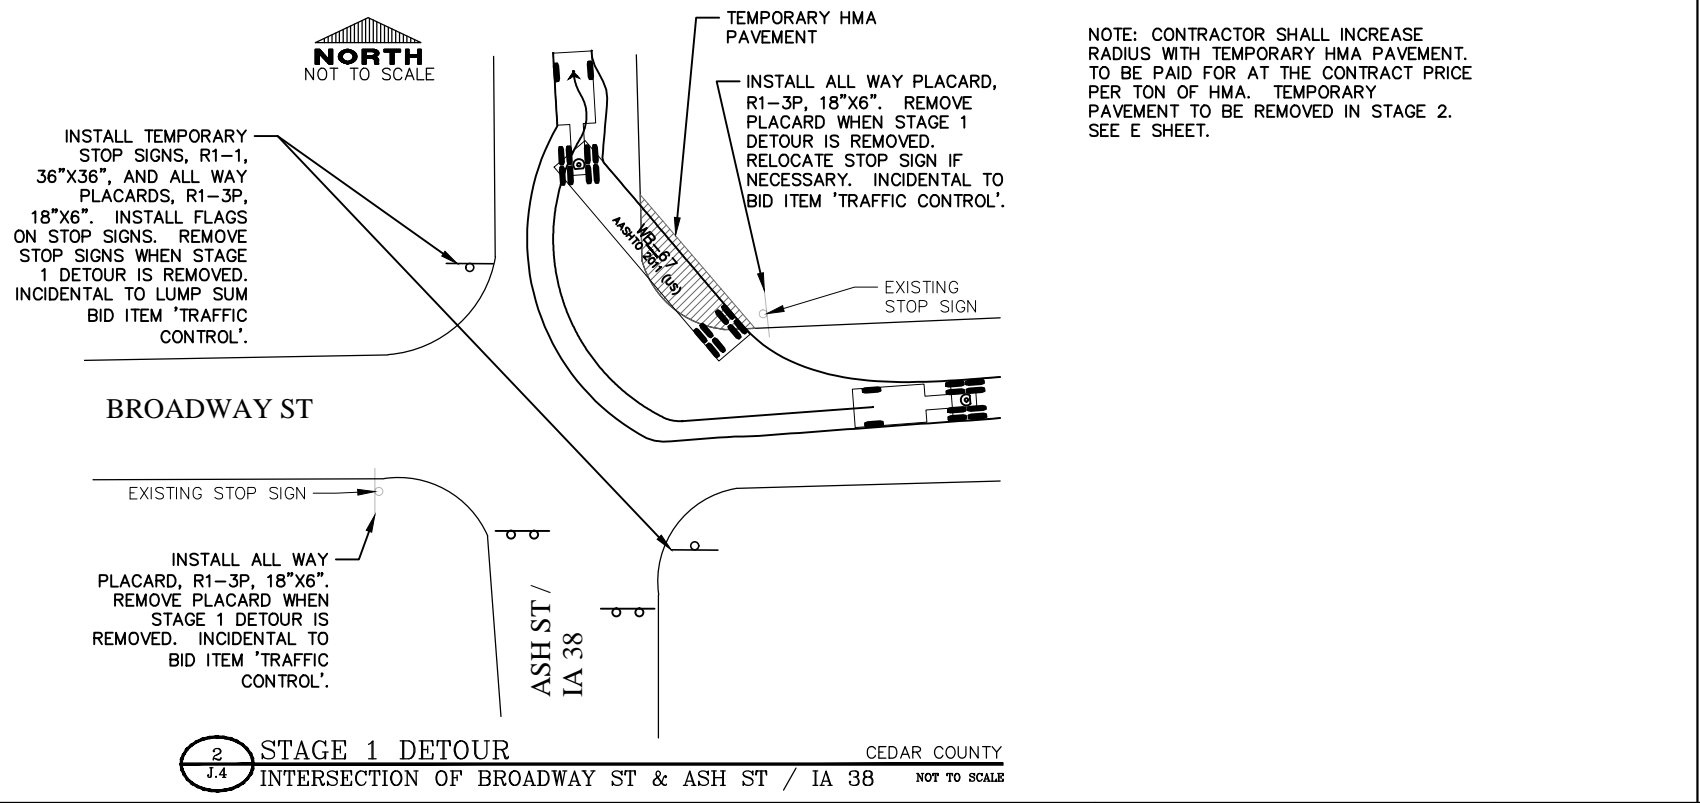 NORTH
NOT TO SCALE
TEMPORARY HMA
PAVEMENT
NOTE: CONTRACTOR SHALL INCREASE
RADIUS WITH TEMPORARY HMA PAVEMENT.
TO BE PAID FOR AT THE CONTRACT PRICE
PER TON OF HMA. TEMPORARY
PAVEMENT TO BE REMOVED IN STAGE 2.
SEE E SHEET.
INSTALL ALL WAY PLACARD,
R1-3P, 18"X6". REMOVE
PLACARD WHEN STAGE 1
DETOUR IS REMOVED.
RELOCATE STOP SIGN IF
NECESSARY. INCIDENTAL TO
BID ITEM 'TRAFFIC CONTROL'.
INSTALL TEMPORARY
STOP SIGNS, R1-1,
36"X36", AND ALL WAY
PLACARDS, R1-3P,
18"X6". INSTALL FLAGS
ON STOP SIGNS. REMOVE
STOP SIGNS WHEN STAGE
1 DETOUR IS REMOVED.
INCIDENTAL TO LUMP SUM
BID ITEM 'TRAFFIC
CONTROL'.
WB-67
AASHTO 2011 (US)
EXISTING
STOP SIGN
BROADWAY ST
EXISTING STOP SIGN
INSTALL ALL WAY
PLACARD, R1-3P, 18"X6".
REMOVE PLACARD WHEN
STAGE 1 DETOUR IS
REMOVED. INCIDENTAL TO
BID ITEM 'TRAFFIC
CONTROL'.
ASH ST /
IA 38
2
J.4
STAGE 1 DETOUR
CEDAR COUNTY
INTERSECTION OF BROADWAY ST & ASH ST / IA 38
NOT TO SCALE